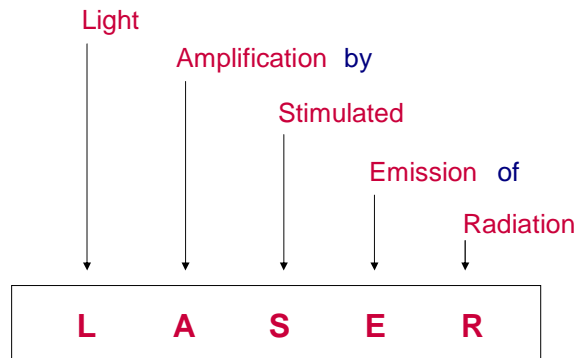 Light
Amplification by
Stimulated
Emission of
Radiation
L A S E R